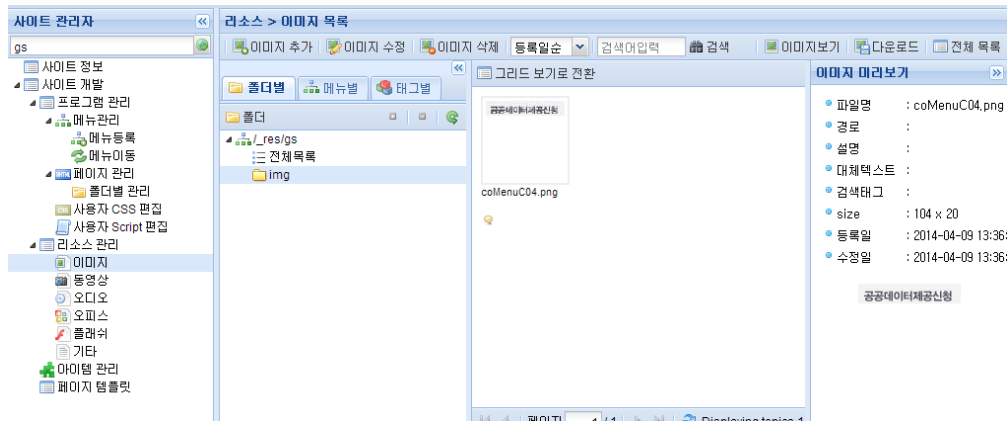 사이트 관리자
gs
사이트 정보
사이트 개발
프로그램 관리
메뉴관리
메뉴등록
메뉴이동
페이지 관리
폴더별 관리
사용자 CSS 편집
사용자 Script 편집
리소스 관리
이미지
동영상
오디오
오피스
플래쉬
기타
아이템 관리
페이지 템플릿
리소스 > 이미지 목록
이미지 추가 이미지 수정 이미지 삭제 등록일순 검색어입력 검색 이미지보기 다운로드 전체 목록
폴더별 메뉴별 태그별
폴더
/_res/gs
전체목록
img
그리드 보기로 전환
공공데이터제공신청
coMenuC04.png
페이지 1 / 1 Displaying topics 1
이미지 미리보기
파일명 : coMenuC04.png
경로 :
설명 :
대체텍스트 :
검색태그 :
size : 104 x 20
등록일 : 2014-04-09 13:36:
수정일 : 2014-04-09 13:36:
공공데이터제공신청